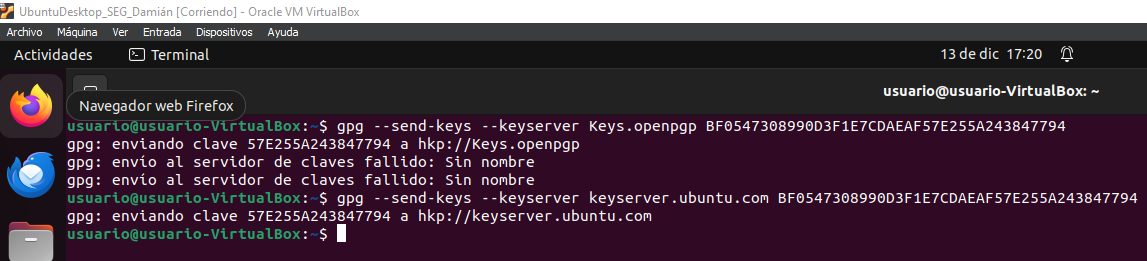 UbuntuDesktop_SEG_Damián [Corriendo] - Oracle VM VirtualBox
Archivo Máquina Ver Entrada Dispositivos Ayuda
Actividades Terminal 13 de dic 17:20
usuario@usuario-VirtualBox: ~
Navegador web Firefox
usuario@usuario-VirtualBox:~$ gpg --send-keys --keyserver Keys.openpgp BF0547308990D3F1E7CDAEAF57E255A243847794
gpg: enviando clave 57E255A243847794 a hkp://Keys.openpgp
gpg: envío al servidor de claves fallido: Sin nombre
gpg: envío al servidor de claves fallido: Sin nombre
usuario@usuario-VirtualBox:~$ gpg --send-keys --keyserver keyserver.ubuntu.com BF0547308990D3F1E7CDAEAF57E255A243847794
gpg: enviando clave 57E255A243847794 a hkp://keyserver.ubuntu.com
usuario@usuario-VirtualBox:~$